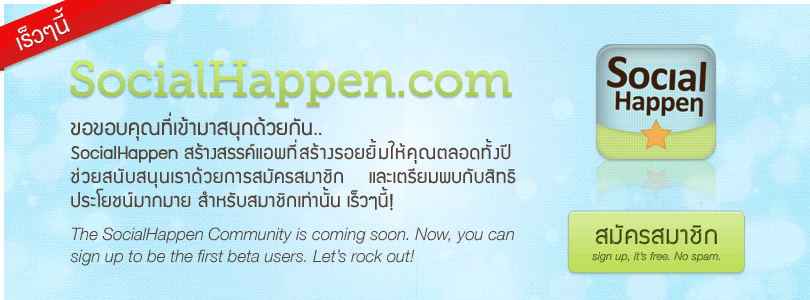 เร็วๆนี้
SocialHappen.com
ขอขอบคุณที่เข้ามาสนุกด้วยกัน..
SocialHappen สร้างสรรค์แอพที่สร้างรอยยิ้มให้คุณตลอดทั้งปี
ช่วยสนับสนุนเราด้วยการสมัครสมาชิก และเตรียมพบกับสิทธิ
ประโยชน์มากมาย สำหรับสมาชิกเท่านั้น เร็วๆนี้!
The SocialHappen Community is coming soon. Now, you can
sign up to be the first beta users. Let's rock out!
Social
Happen
สมัครสมาชิก
sign up, it's free. No spam.